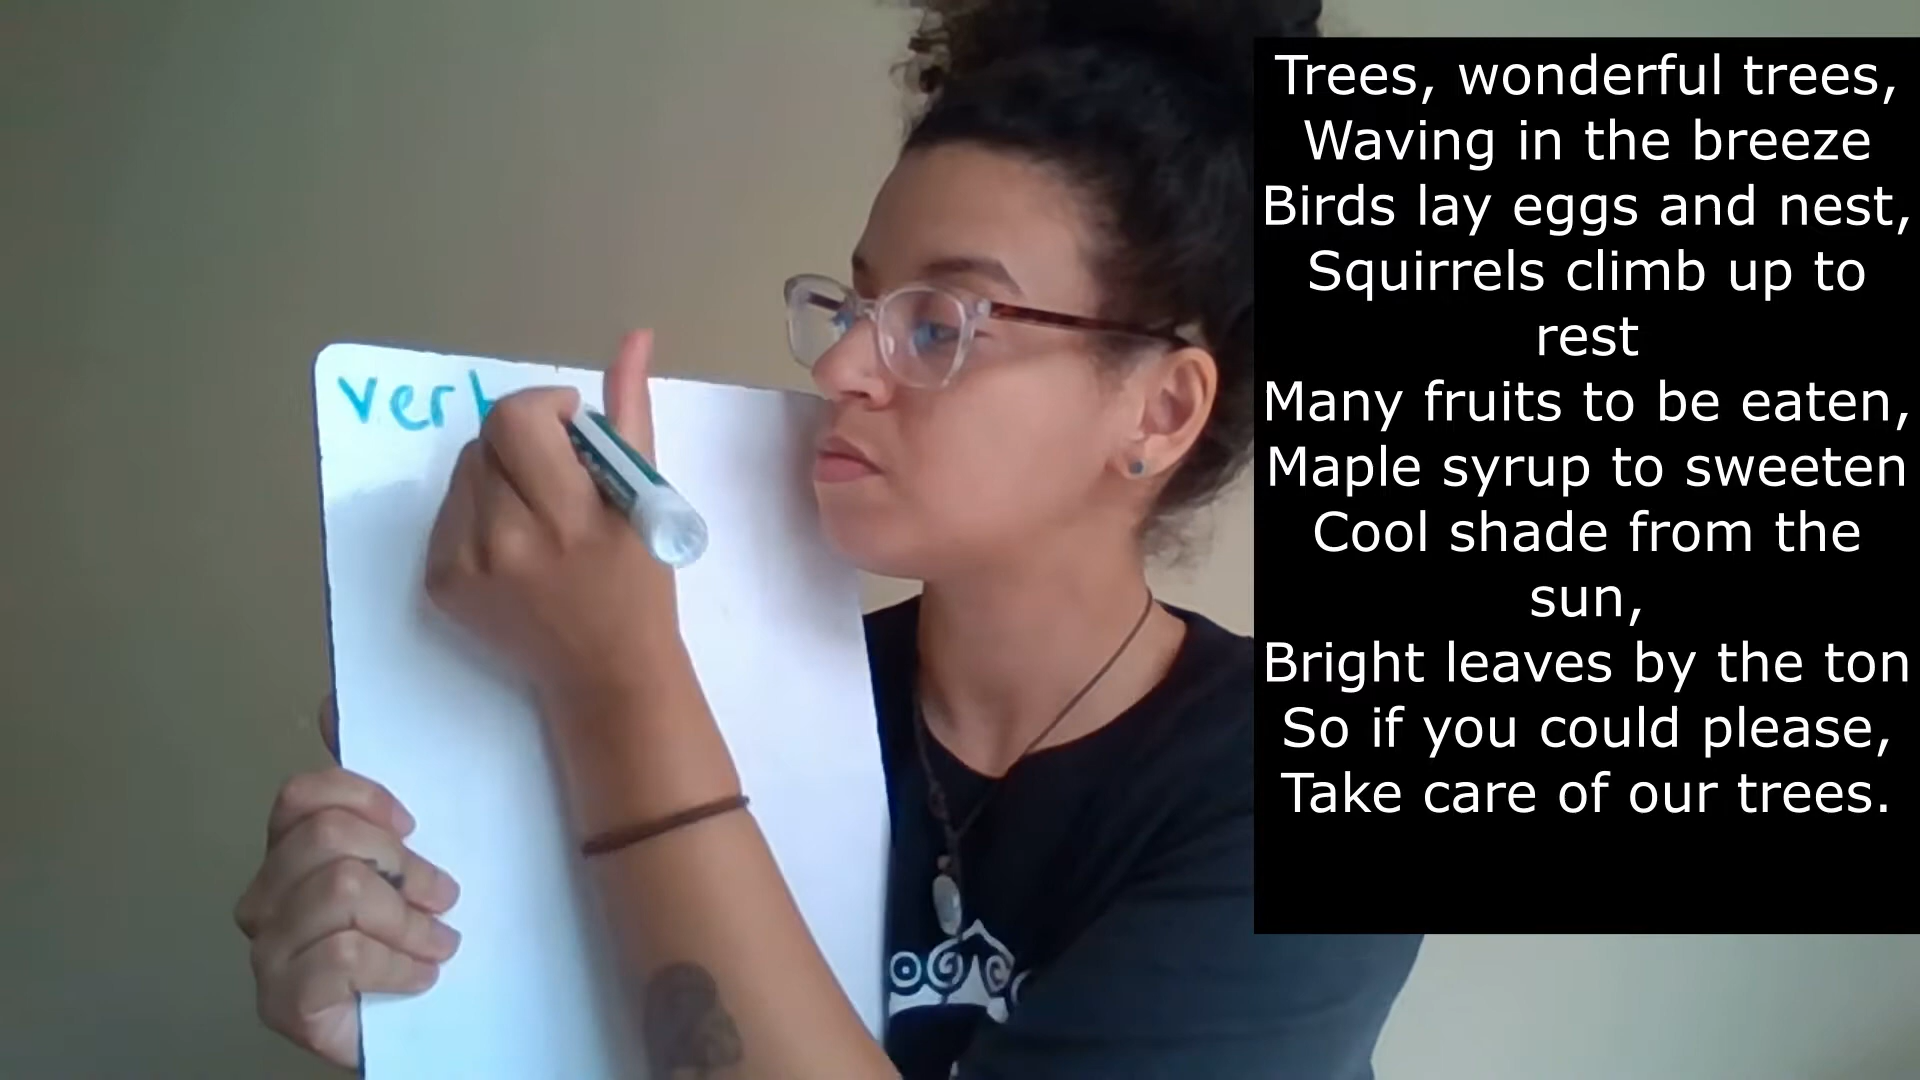 verb
Trees, wonderful trees,
Waving in the breeze
Birds lay eggs and nest,
Squirrels climb up to
rest
Many fruits to be eaten,
Maple syrup to sweeten
Cool shade from the
sun,
Bright leaves by the ton
So if you could please,
Take care of our trees.